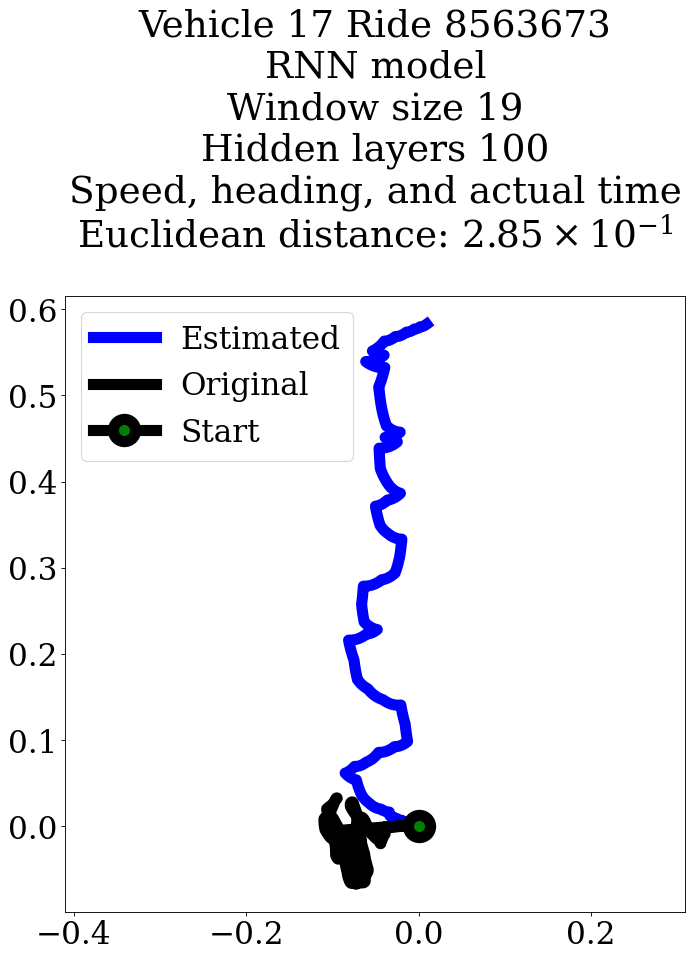 Vehicle 17 Ride 8563673
RNN model
Window size 19
Hidden layers 100
Speed, heading, and actual time
Euclidean distance: 2.85 × 10⁻¹
Estimated
Original
Start
0.6
0.5
0.4
0.3
0.2
0.1
0.0
−0.4 −0.2 0.0 0.2